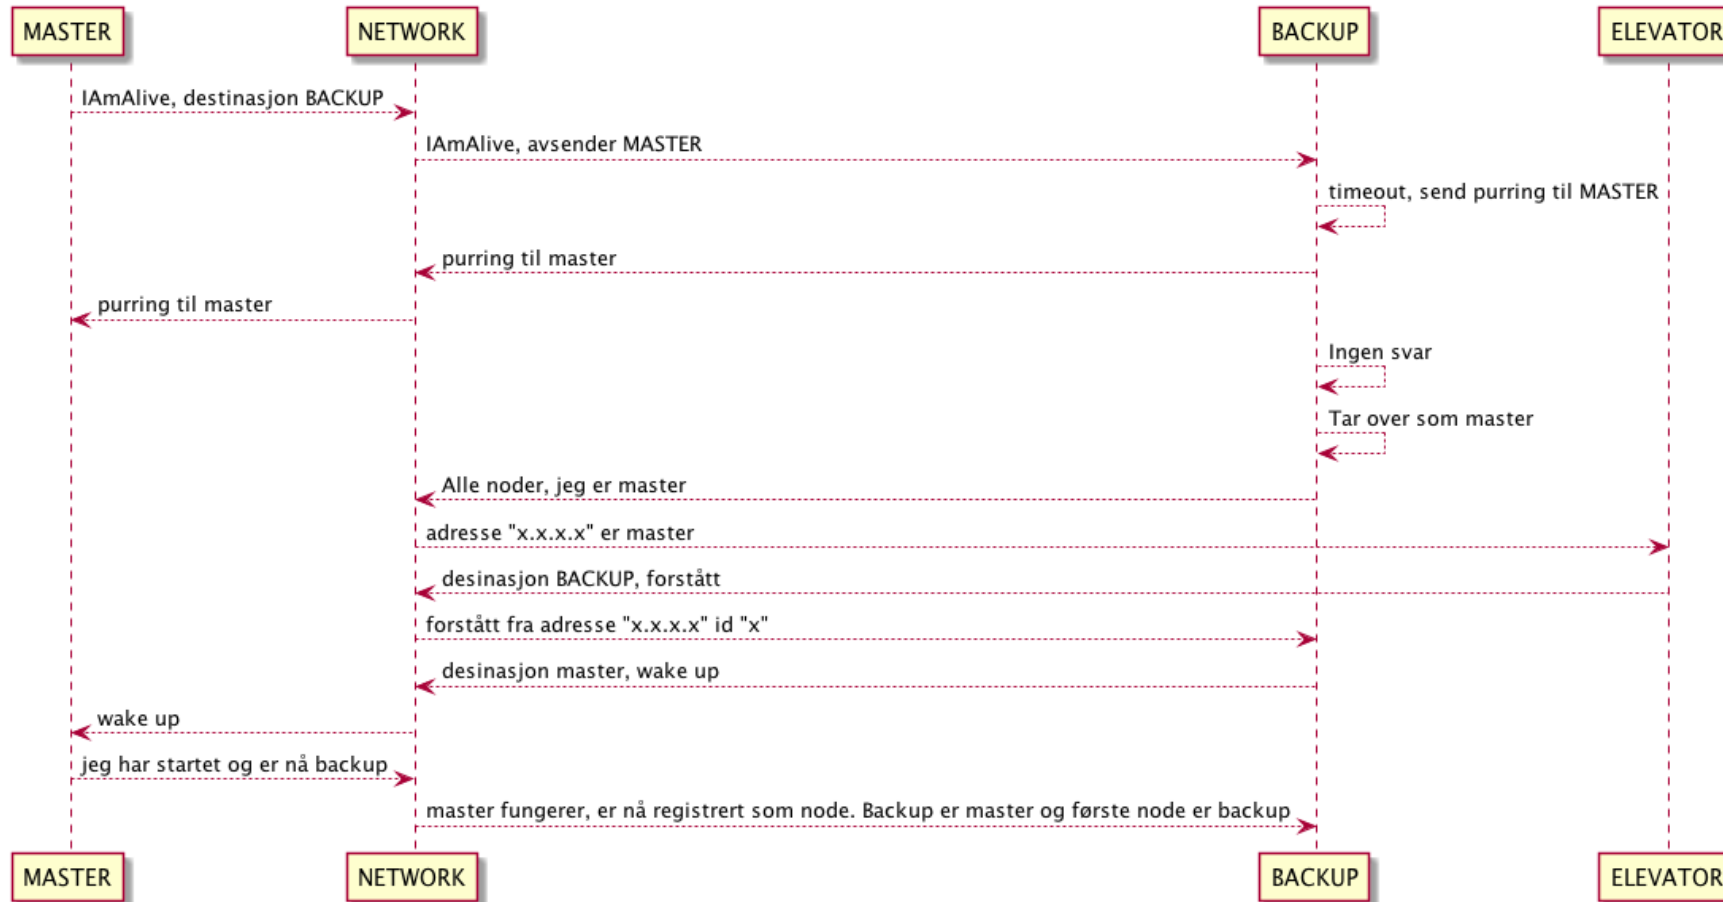 MASTER
NETWORK
BACKUP
ELEVATOR
IAmAlive, destinasjon BACKUP
IAmAlive, avsender MASTER
timeout, send purring til MASTER
purring til master
purring til master
Ingen svar
Tar over som master
Alle noder, jeg er master
adresse "x.x.x.x" er master
desinasjon BACKUP, forstått
forstått fra adresse "x.x.x.x" id "x"
desinasjon master, wake up
wake up
jeg har startet og er nå backup
master fungerer, er nå registrert som node. Backup er master og første node er backup
MASTER
NETWORK
BACKUP
ELEVATOR